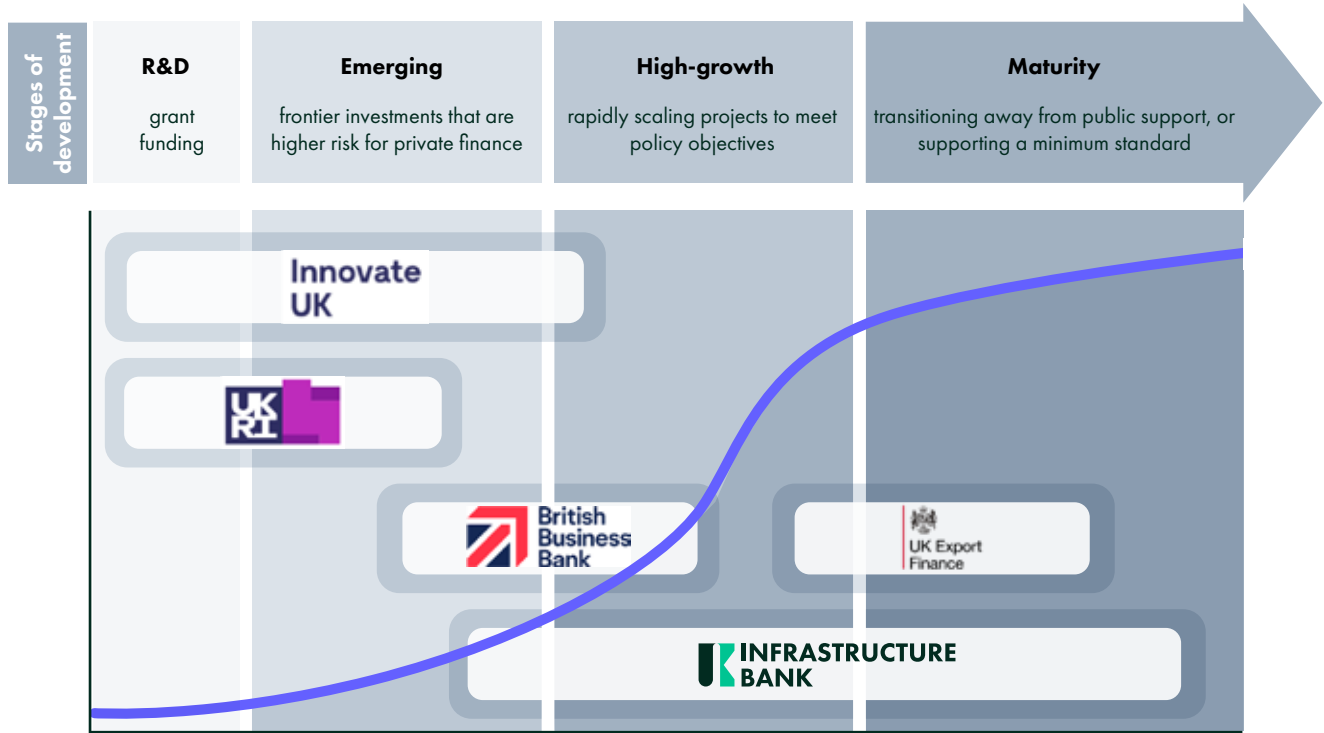 Stages of
development
R&D
grant
funding
Emerging
frontier investments that are
higher risk for private finance
High-growth
rapidly scaling projects to meet
policy objectives
Maturity
transitioning away from public support, or
supporting a minimum standard
Innovate
UK
UK
RI
British
Business
Bank
UK Export
Finance
UK INFRASTRUCTURE
BANK